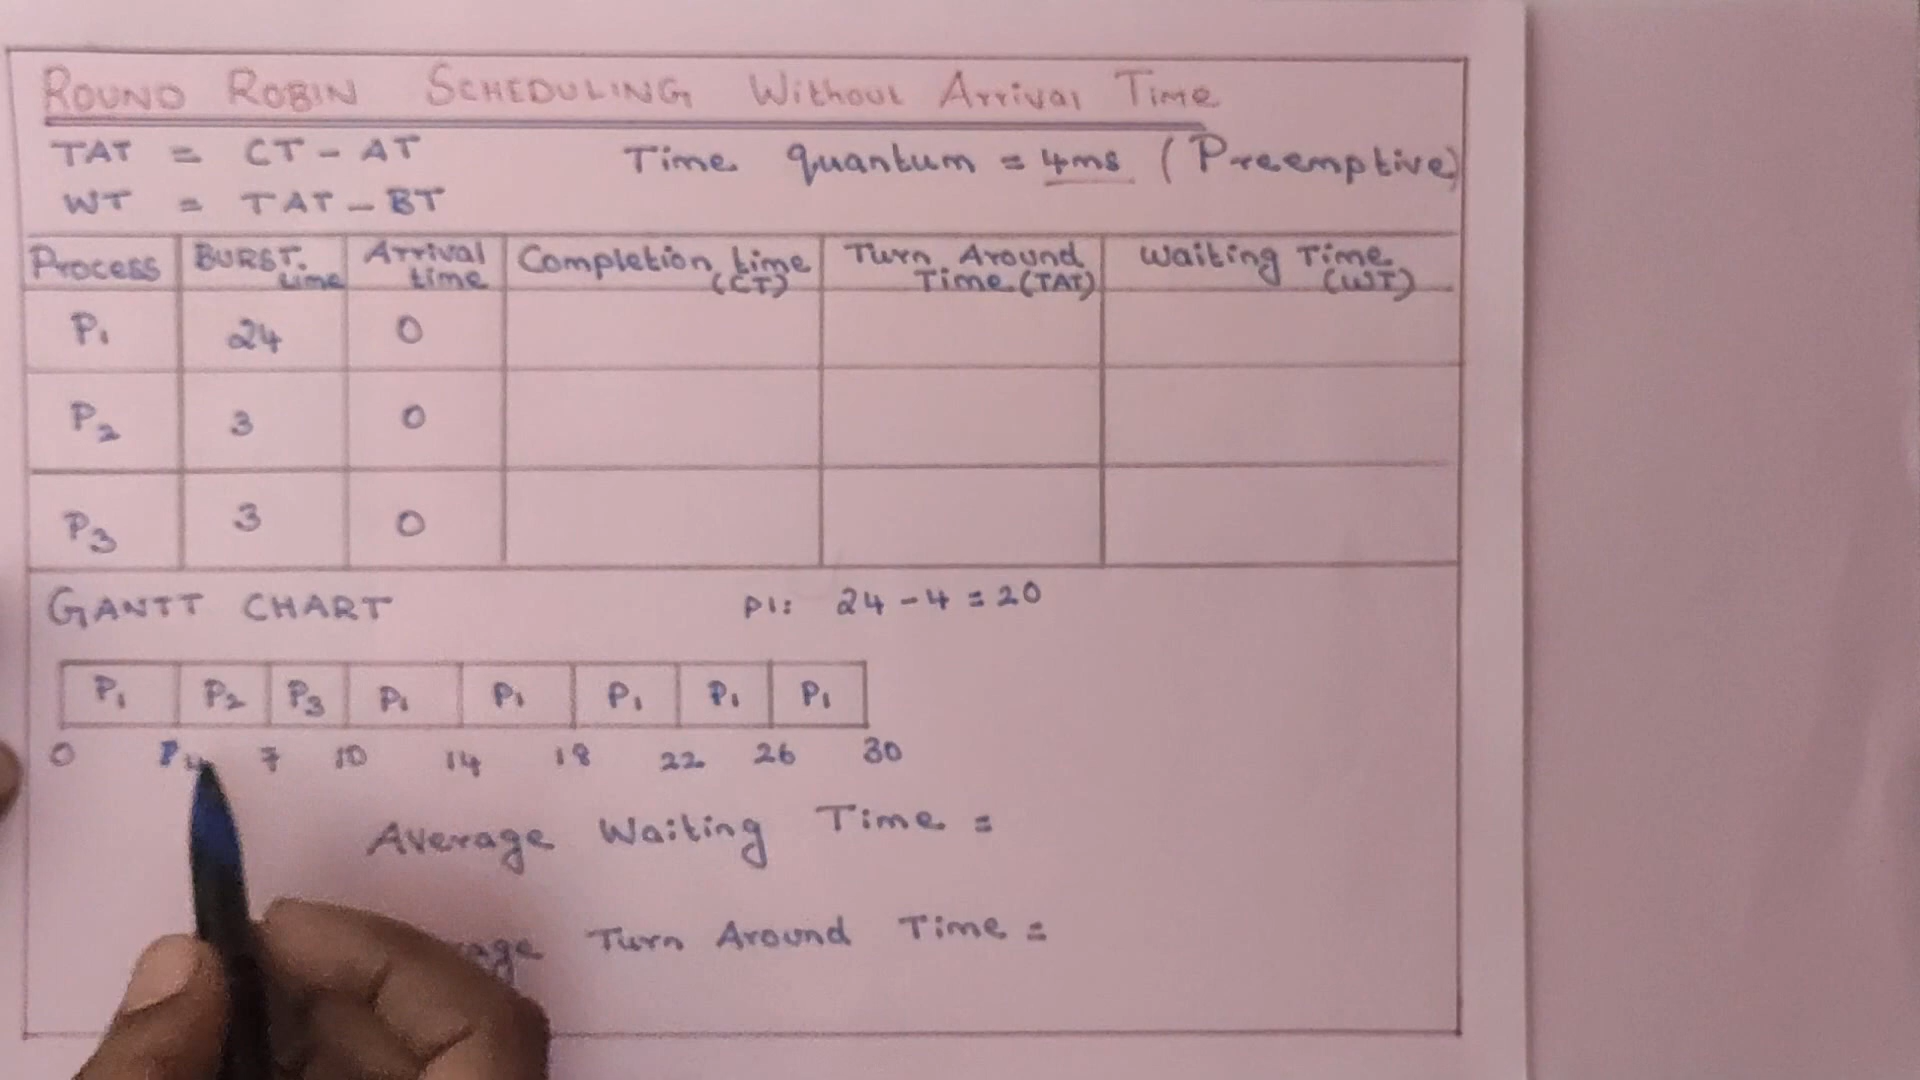 ROUND ROBIN SCHEDULING Without Arrival Time
TAT = CT - AT Time quantum = 4ms (Preemptive)
WT = TAT - BT
Process BURST time Arrival time Completion time (CT) Turn Around Time (TAT) Waiting Time (WT)
P1 24 0
P2 3 0
P3 3 0
GANTT CHART P1: 24 - 4 = 20
P1 P2 P3 P1 P1 P1 P1 P1
0 4 7 10 14 18 22 26 30
Average Waiting Time =
Turn Around Time =